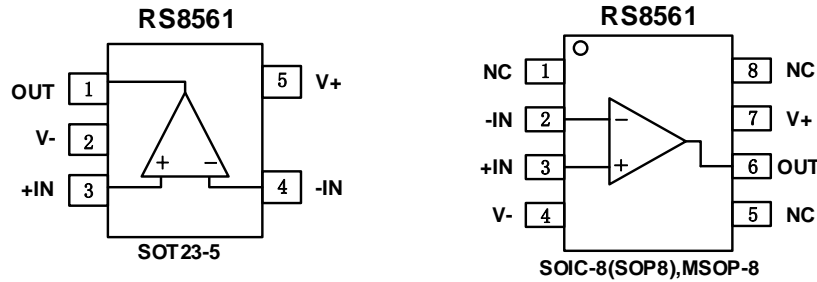 RS8561
OUT 1
5 V+
V- 2
+IN 3
+ −
4 -IN
SOT23-5
RS8561
NC 1
8 NC
-IN 2
−
7 V+
+IN 3
+
6 OUT
V- 4
5 NC
SOIC-8(SOP8),MSOP-8